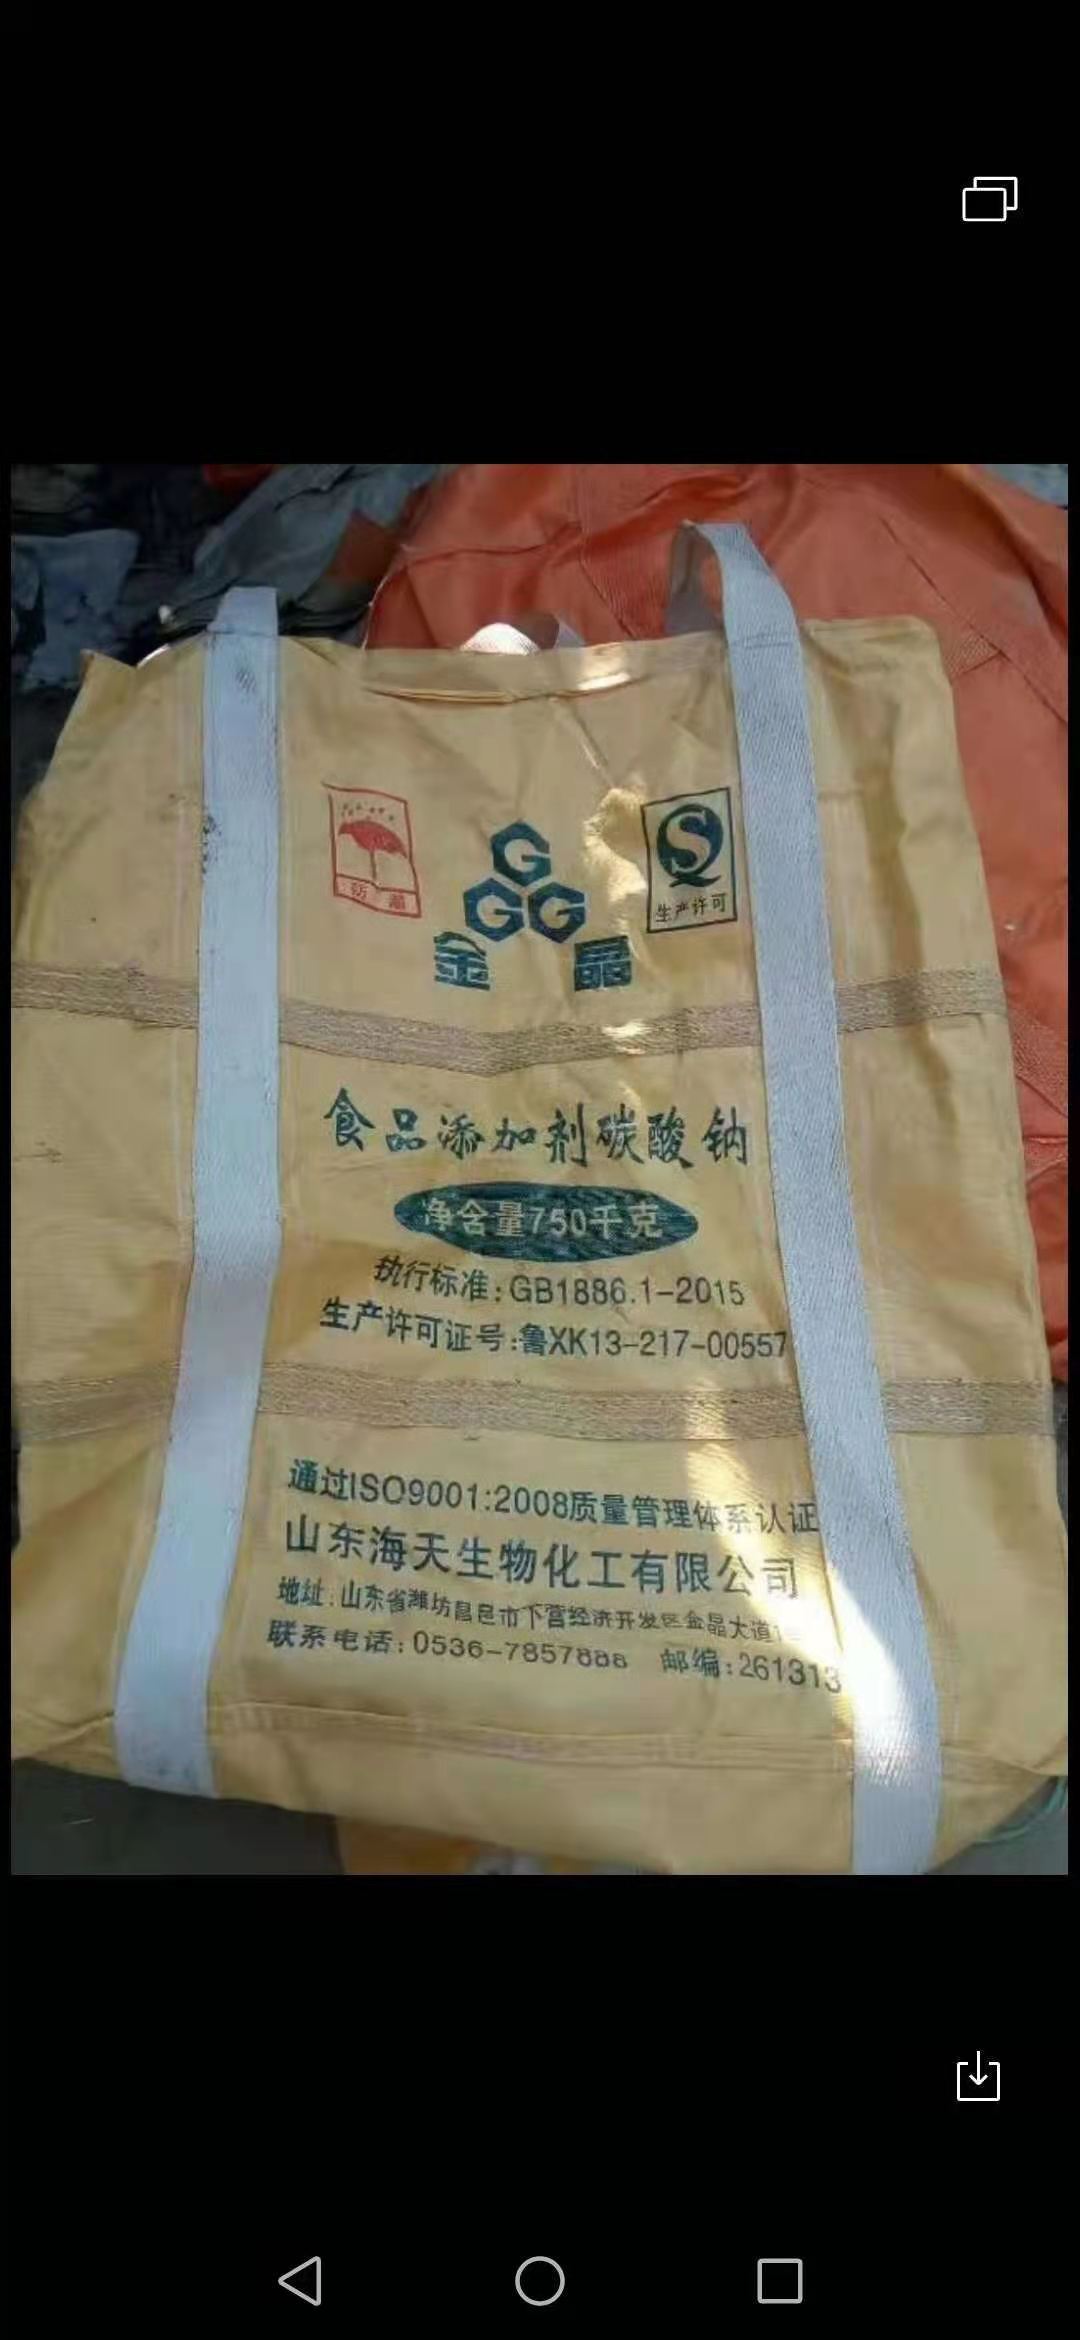 防潮
G
GG
金晶
QS
生产许可
食品添加剂碳酸钠
净含量750千克
执行标准:GB1886.1-2015
生产许可证号:鲁XK13-217-00557
通过ISO9001:2008质量管理体系认证
山东海天生物化工有限公司
地址:山东省潍坊昌邑市下营经济开发区金晶大道
联系电话:0536-7857888 邮编:261313